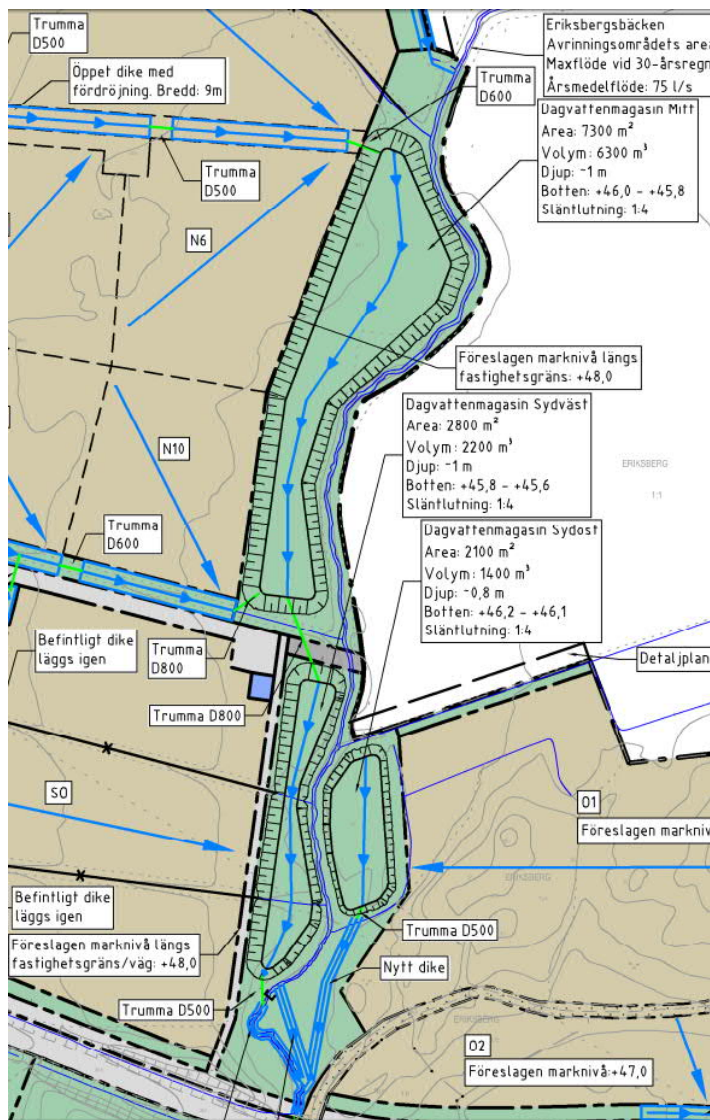 Trumma
D500
Eriksbergsbäcken
Avrinningsområdets area
Maxflöde vid 30-årsregn
Årsmedelflöde: 75 l/s
Öppet dike med
fördröjning. Bredd: 9m
Trumma
D600
Dagvattenmagasin Mitt
Area: 7300 m²
Volym: 6300 m³
Djup: ~1 m
Botten: +46,0 - +45,8
Släntlutning: 1:4
Trumma
D500
N6
Föreslagen marknivå längs
fastighetsgräns: +48,0
Dagvattenmagasin Sydväst
Area: 2800 m²
Volym: 2200 m³
Djup: ~1 m
Botten: +45,8 - +45,6
Släntlutning: 1:4
N10
ERIKSBERG
1:1
Trumma
D600
Dagvattenmagasin Sydost
Area: 2100 m²
Volym: 1400 m³
Djup: ~0,8 m
Botten: +46,2 - +46,1
Släntlutning: 1:4
Befintligt dike
läggs igen
Trumma
D800
Detaljplan
Trumma D800
SO
O1
Föreslagen markniv
ERIKSBERG
Befintligt dike
läggs igen
Trumma D500
Föreslagen marknivå längs
fastighetsgräns/väg: +48,0
Nytt dike
Trumma D500
ERIKSBERG
O2
Föreslagen marknivå:+47,0